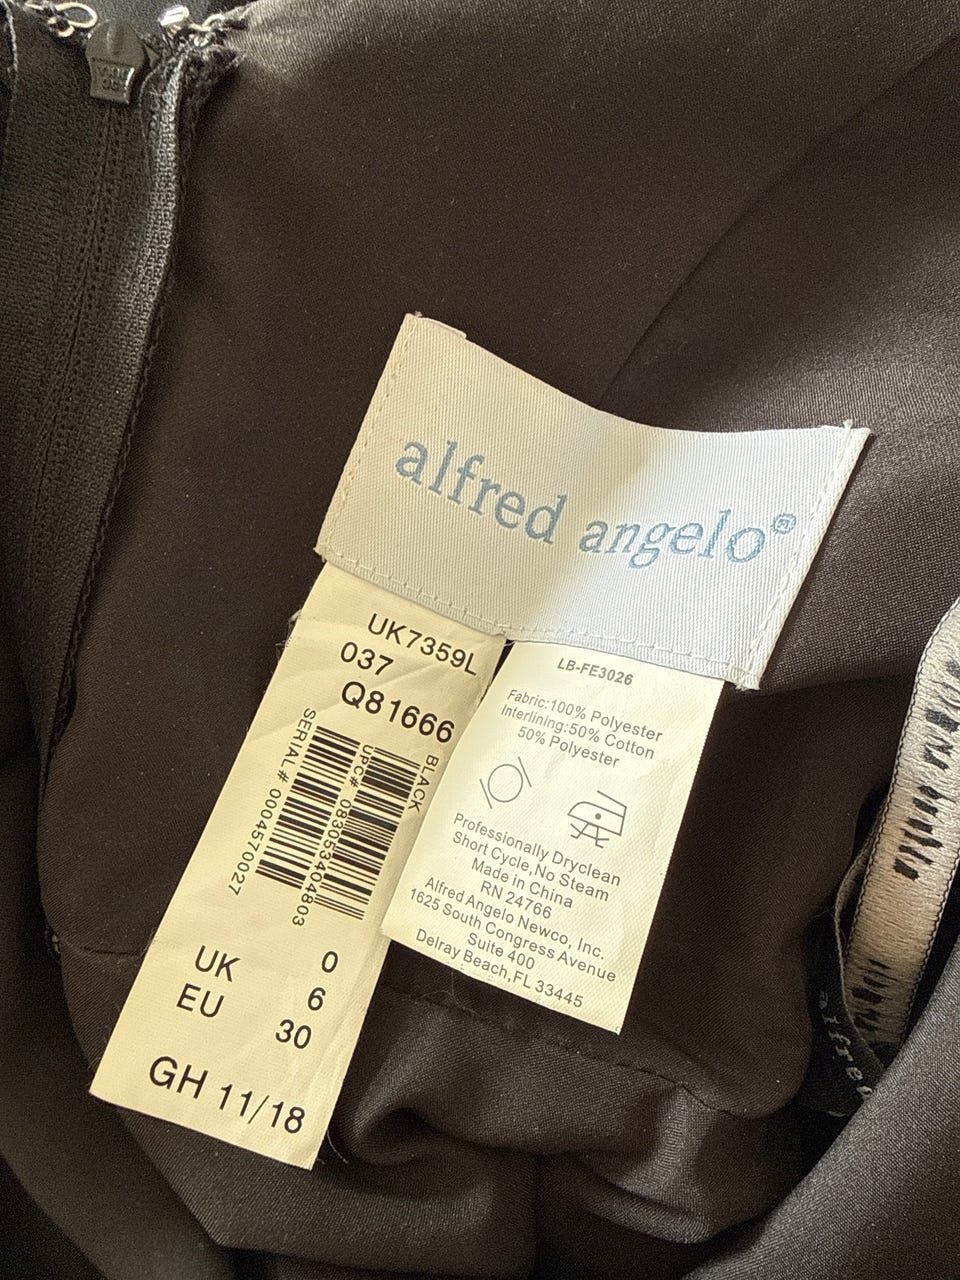 alfred angelo®
UK7359L
037
Q81666
BLACK
UPC# 083053404803
SERIAL# 0004570027
0
UK 6
EU 30
GH 11/18
LB-FE3026
Fabric:100% Polyester
Interlining:50% Cotton
50% Polyester
Professionally Dryclean
Short Cycle,No Steam
Made in China
RN 24766
Alfred Angelo Newco, Inc.
1625 South Congress Avenue
Suite 400
Delray Beach,FL 33445
alfre